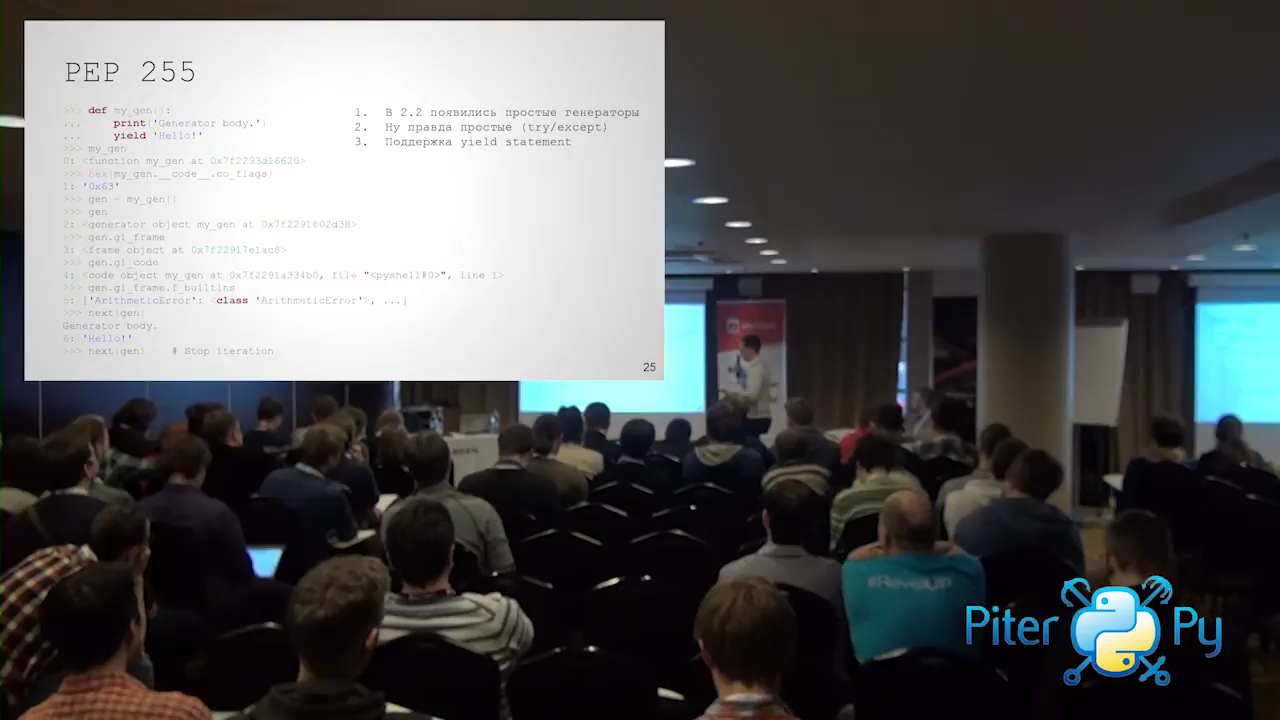 PEP 255
>>> def my_gen():
...     print('Generator body.')
...     yield 'Hello!'
>>> my_gen
0: <function my_gen at 0x7f2293d16620>
>>> hex(my_gen.__code__.co_flags)
1: '0x63'
>>> gen = my_gen()
>>> gen
2: <generator object my_gen at 0x7f2291602d38>
>>> gen.gi_frame
3: <frame object at 0x7f22917e1ac8>
>>> gen.gi_code
4: <code object my_gen at 0x7f2291a334b0, file "<pyshell#0>", line 1>
>>> gen.gi_frame.f_builtins
5: {'ArithmeticError': <class 'ArithmeticError'>, ...}
>>> next(gen)
Generator body.
6: 'Hello!'
>>> next(gen)    # Stop iteration
1. В 2.2 появились простые генераторы
2. Ну правда простые (try/except)
3. Поддержка yield statement
25
#RevelUP
Piter Py